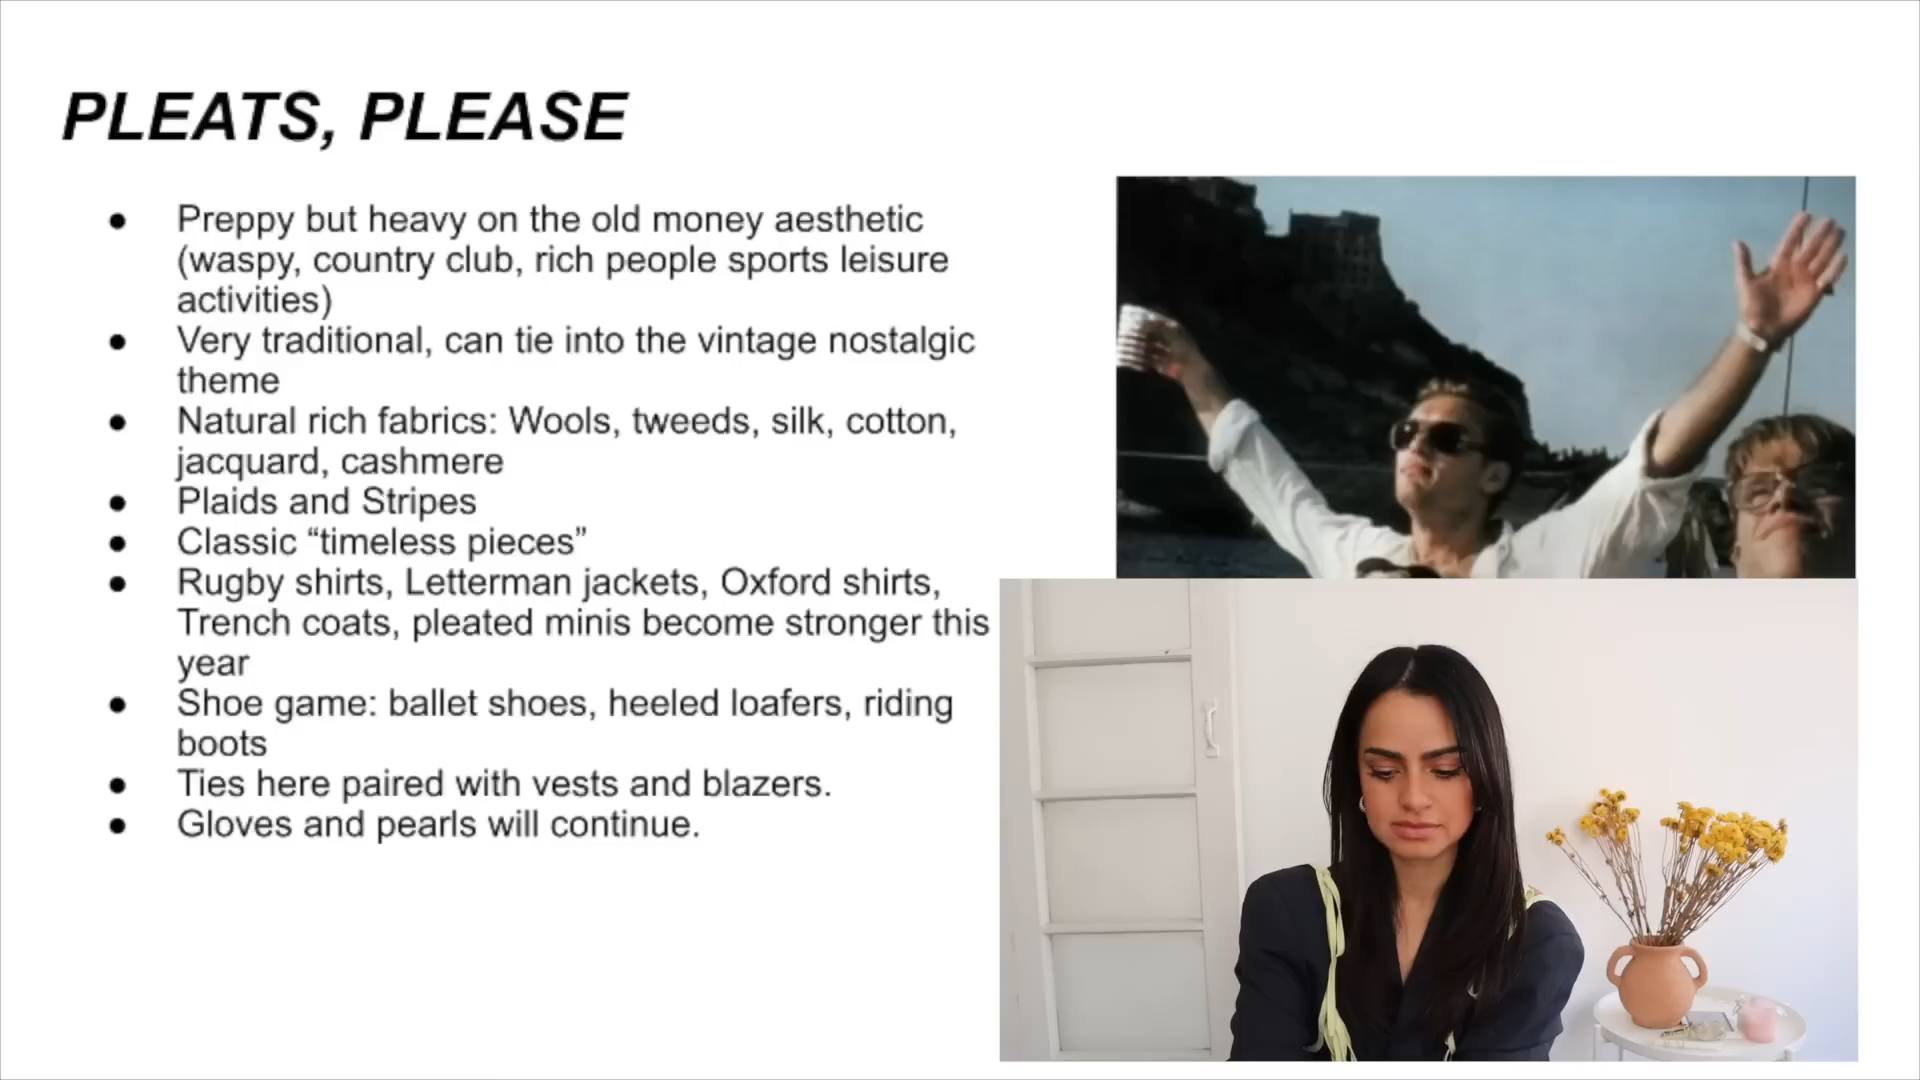 PLEATS, PLEASE
● Preppy but heavy on the old money aesthetic
(waspy, country club, rich people sports leisure
activities)
● Very traditional, can tie into the vintage nostalgic
theme
● Natural rich fabrics: Wools, tweeds, silk, cotton,
jacquard, cashmere
● Plaids and Stripes
● Classic “timeless pieces”
● Rugby shirts, Letterman jackets, Oxford shirts,
Trench coats, pleated minis become stronger this
year
● Shoe game: ballet shoes, heeled loafers, riding
boots
● Ties here paired with vests and blazers.
● Gloves and pearls will continue.